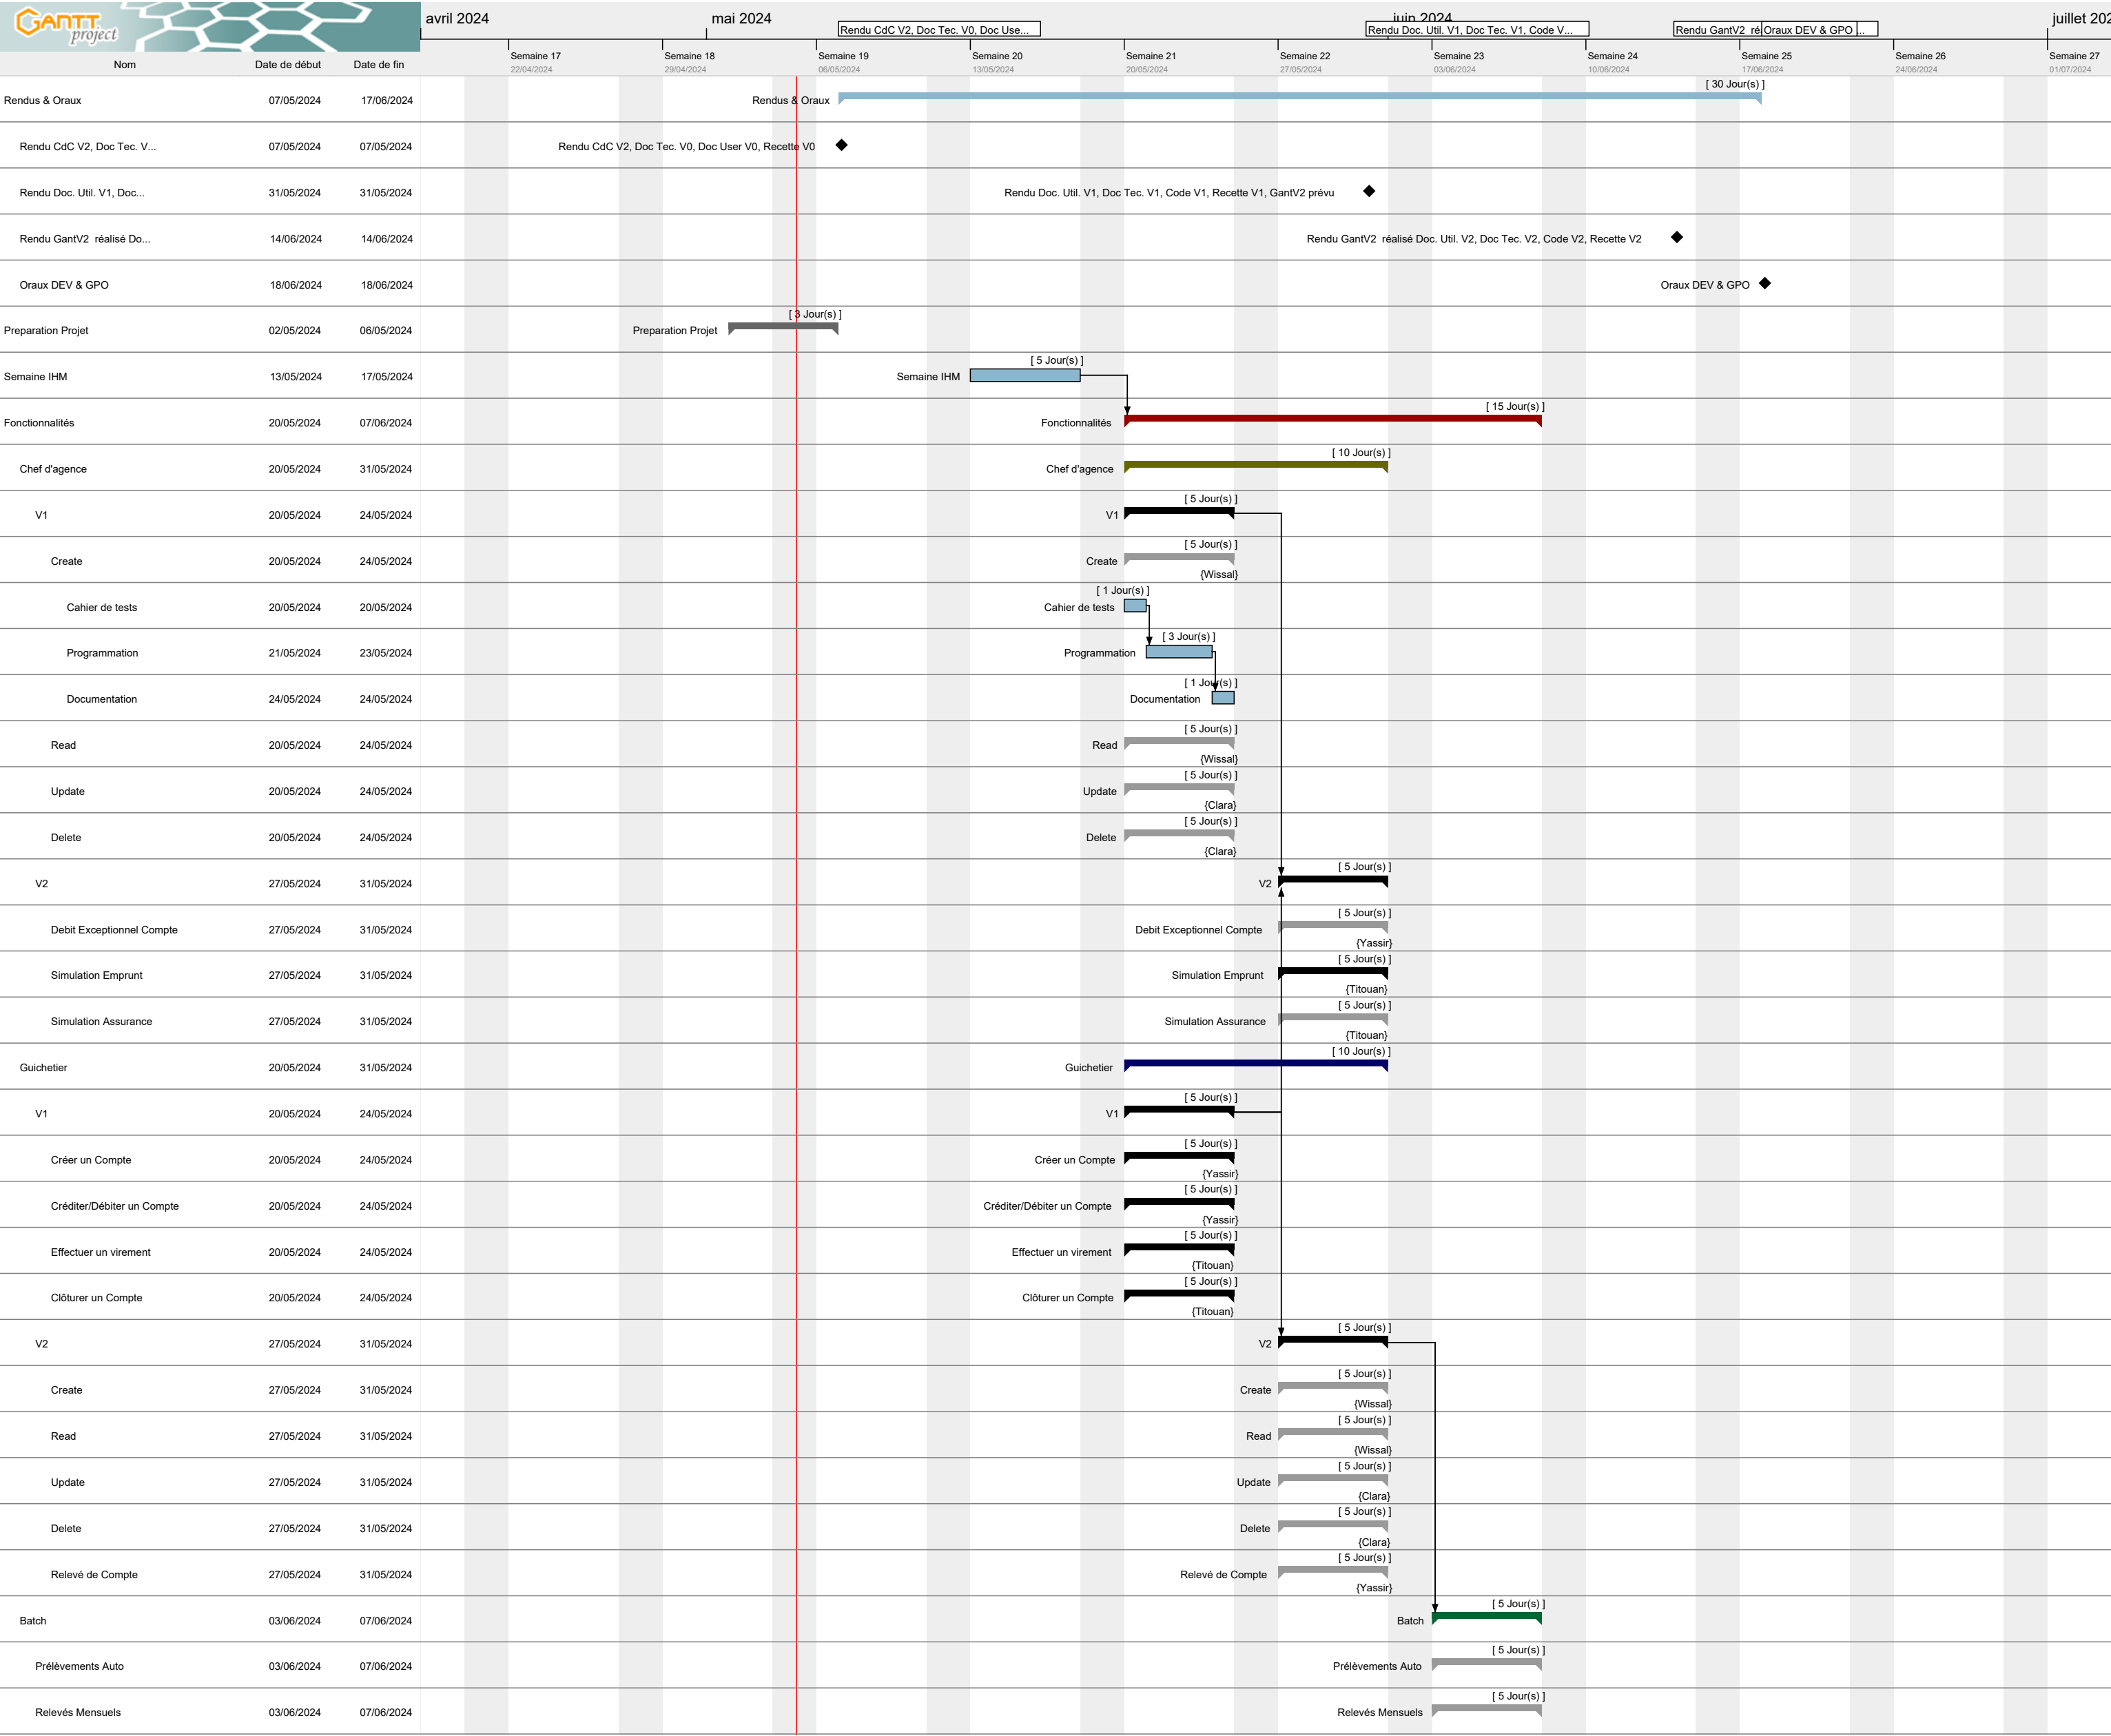 GANTT project
avril 2024 mai 2024 juin 2024 juillet 202
Rendu CdC V2, Doc Tec. V0, Doc Use... Rendu Doc. Util. V1, Doc Tec. V1, Code V... Rendu GantV2 ré Oraux DEV & GPO ...
Semaine 17 Semaine 18 Semaine 19 Semaine 20 Semaine 21 Semaine 22 Semaine 23 Semaine 24 Semaine 25 Semaine 26 Semaine 27
Nom Date de début Date de fin 22/04/2024 29/04/2024 06/05/2024 13/05/2024 20/05/2024 27/05/2024 03/06/2024 10/06/2024 17/06/2024 24/06/2024 01/07/2024
[ 30 Jour(s) ]
Rendus & Oraux 07/05/2024 17/06/2024 Rendus & Oraux
Rendu CdC V2, Doc Tec. V... 07/05/2024 07/05/2024 Rendu CdC V2, Doc Tec. V0, Doc User V0, Recette V0
Rendu Doc. Util. V1, Doc... 31/05/2024 31/05/2024 Rendu Doc. Util. V1, Doc Tec. V1, Code V1, Recette V1, GantV2 prévu
Rendu GantV2 réalisé Do... 14/06/2024 14/06/2024 Rendu GantV2 réalisé Doc. Util. V2, Doc Tec. V2, Code V2, Recette V2
Oraux DEV & GPO 18/06/2024 18/06/2024 Oraux DEV & GPO
[ 3 Jour(s) ]
Preparation Projet 02/05/2024 06/05/2024 Preparation Projet
[ 5 Jour(s) ]
Semaine IHM 13/05/2024 17/05/2024 Semaine IHM
[ 15 Jour(s) ]
Fonctionnalités 20/05/2024 07/06/2024 Fonctionnalités
[ 10 Jour(s) ]
Chef d'agence 20/05/2024 31/05/2024 Chef d'agence
[ 5 Jour(s) ]
V1 20/05/2024 24/05/2024 V1
[ 5 Jour(s) ]
Create 20/05/2024 24/05/2024 Create
{Wissal}
[ 1 Jour(s) ]
Cahier de tests 20/05/2024 20/05/2024 Cahier de tests
[ 3 Jour(s) ]
Programmation 21/05/2024 23/05/2024 Programmation
[ 1 Jour(s) ]
Documentation 24/05/2024 24/05/2024 Documentation
[ 5 Jour(s) ]
Read 20/05/2024 24/05/2024 Read
{Wissal}
[ 5 Jour(s) ]
Update 20/05/2024 24/05/2024 Update
{Clara}
[ 5 Jour(s) ]
Delete 20/05/2024 24/05/2024 Delete
{Clara}
[ 5 Jour(s) ]
V2 27/05/2024 31/05/2024 V2
[ 5 Jour(s) ]
Debit Exceptionnel Compte 27/05/2024 31/05/2024 Debit Exceptionnel Compte
{Yassir}
[ 5 Jour(s) ]
Simulation Emprunt 27/05/2024 31/05/2024 Simulation Emprunt
{Titouan}
[ 5 Jour(s) ]
Simulation Assurance 27/05/2024 31/05/2024 Simulation Assurance
{Titouan}
[ 10 Jour(s) ]
Guichetier 20/05/2024 31/05/2024 Guichetier
[ 5 Jour(s) ]
V1 20/05/2024 24/05/2024 V1
[ 5 Jour(s) ]
Créer un Compte 20/05/2024 24/05/2024 Créer un Compte
{Yassir}
[ 5 Jour(s) ]
Créditer/Débiter un Compte 20/05/2024 24/05/2024 Créditer/Débiter un Compte
{Yassir}
[ 5 Jour(s) ]
Effectuer un virement 20/05/2024 24/05/2024 Effectuer un virement
{Titouan}
[ 5 Jour(s) ]
Clôturer un Compte 20/05/2024 24/05/2024 Clôturer un Compte
{Titouan}
[ 5 Jour(s) ]
V2 27/05/2024 31/05/2024 V2
[ 5 Jour(s) ]
Create 27/05/2024 31/05/2024 Create
{Wissal}
[ 5 Jour(s) ]
Read 27/05/2024 31/05/2024 Read
{Wissal}
[ 5 Jour(s) ]
Update 27/05/2024 31/05/2024 Update
{Clara}
[ 5 Jour(s) ]
Delete 27/05/2024 31/05/2024 Delete
{Clara}
[ 5 Jour(s) ]
Relevé de Compte 27/05/2024 31/05/2024 Relevé de Compte
{Yassir}
[ 5 Jour(s) ]
Batch 03/06/2024 07/06/2024 Batch
[ 5 Jour(s) ]
Prélèvements Auto 03/06/2024 07/06/2024 Prélèvements Auto
[ 5 Jour(s) ]
Relevés Mensuels 03/06/2024 07/06/2024 Relevés Mensuels